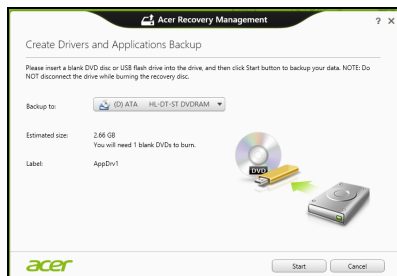 Acer Recovery Management
? X
Create Drivers and Applications Backup
Please insert a blank DVD disc or USB flash drive into the drive, and then click Start button to backup your data. NOTE: Do
NOT disconnect the drive while burning the recovery disc.
Backup to: (D) ATA HL-DT-ST DVDRAM
Estimated size: 2.66 GB
You will need 1 blank DVDs to burn.
Label: AppDrv1
DVD
acer Start Cancel